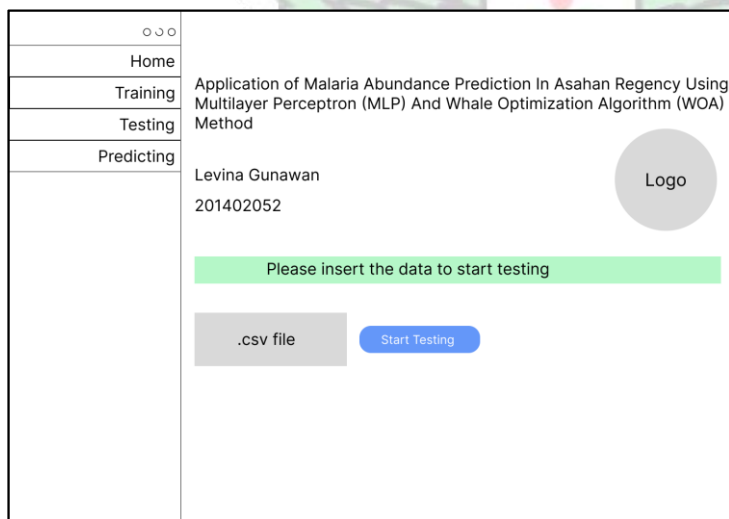 Home
Training
Testing
Predicting
Application of Malaria Abundance Prediction In Asahan Regency Using
Multilayer Perceptron (MLP) And Whale Optimization Algorithm (WOA)
Method
Levina Gunawan
201402052
Logo
Please insert the data to start testing
.csv file
Start Testing